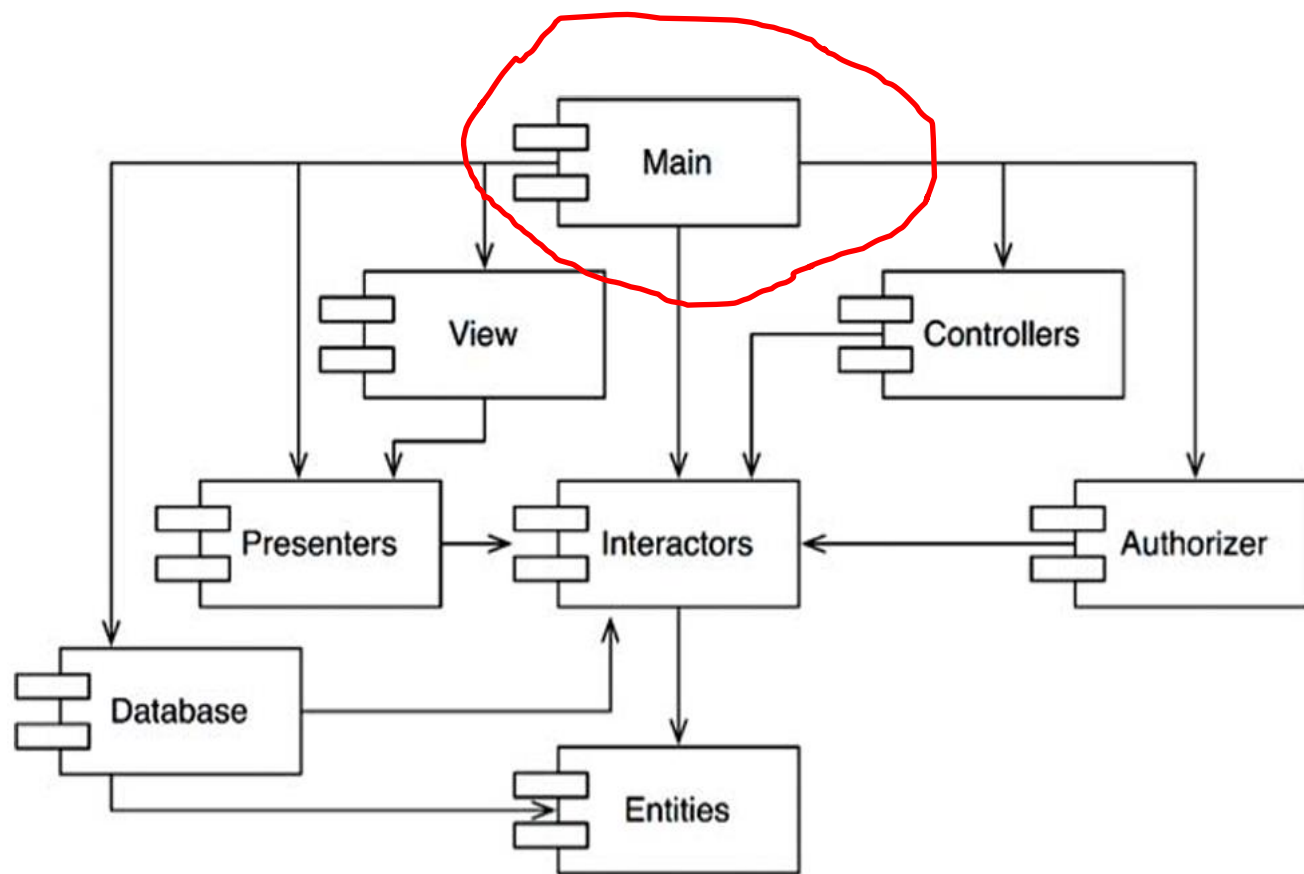 Main
View
Controllers
Presenters
Interactors
Authorizer
Database
Entities